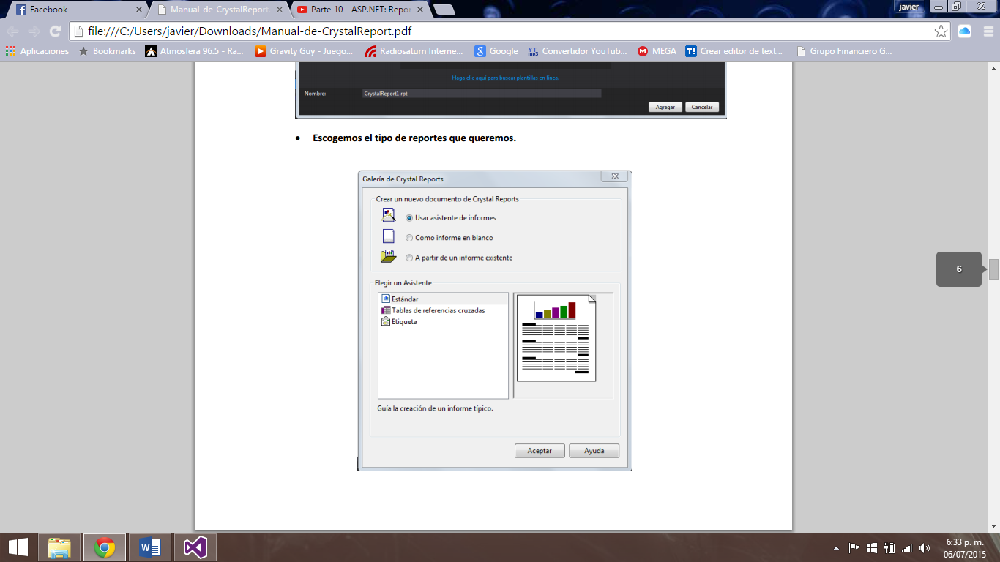 Facebook
Manual-de-CrystalReport.
Parte 10 - ASP.NET: Repor
javier
file:///C:/Users/javier/Downloads/Manual-de-CrystalReport.pdf
Aplicaciones
Bookmarks
Atmosfera 96.5 - Ra...
Gravity Guy - Juego...
Radiosaturn Interne...
Google
Convertidor YouTub...
MEGA
Crear editor de text...
Grupo Financiero G...
Haga clic aquí para buscar plantillas en línea.
Nombre:
CrystalReport1.rpt
Agregar
Cancelar
• Escogemos el tipo de reportes que queremos.
Galería de Crystal Reports
Crear un nuevo documento de Crystal Reports
Usar asistente de informes
Como informe en blanco
A partir de un informe existente
Elegir un Asistente
Estándar
Tablas de referencias cruzadas
Etiqueta
Guía la creación de un informe típico.
Aceptar
Ayuda
6
6:33 p. m.
06/07/2015